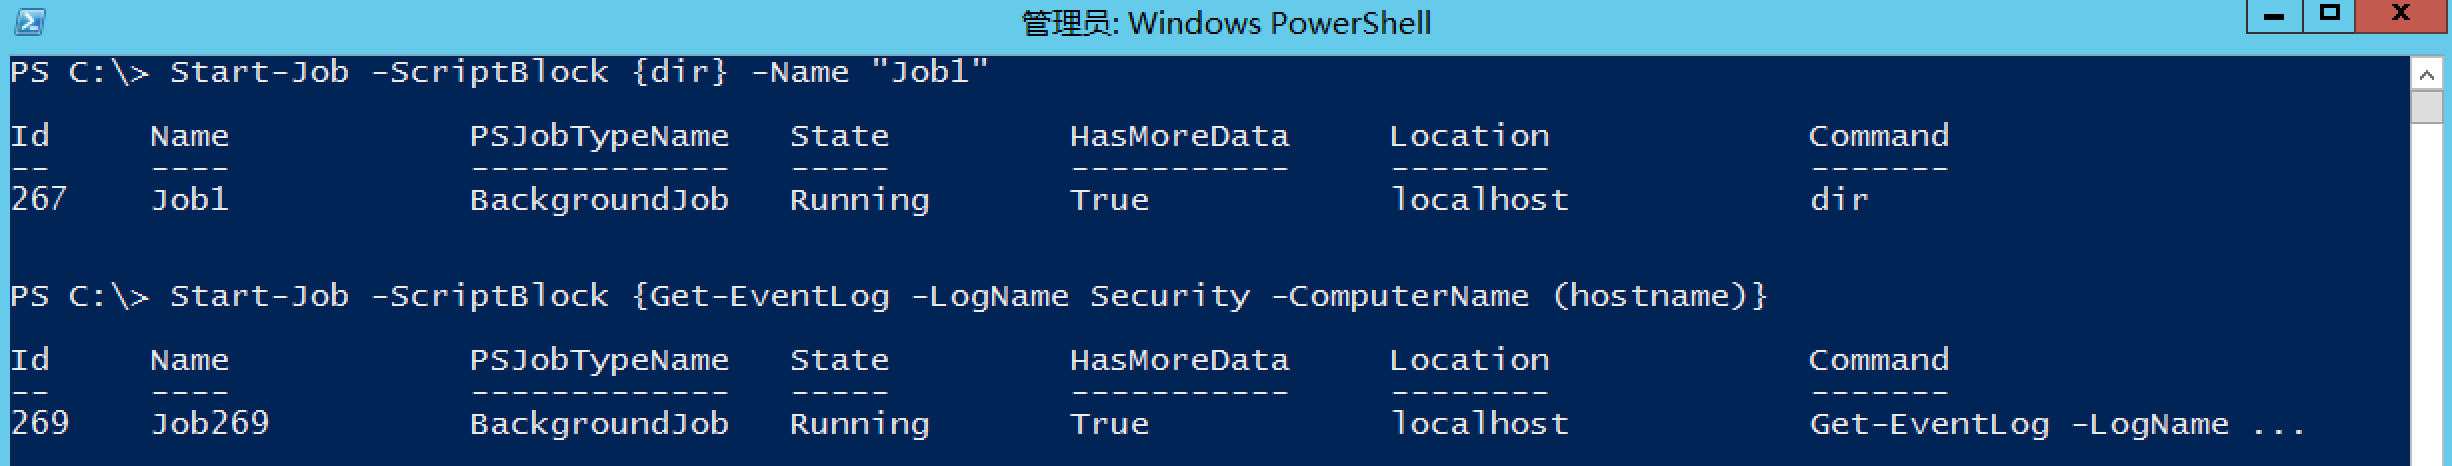 管理员: Windows PowerShell
PS C:\> Start-Job -ScriptBlock {dir} -Name "Job1"
Id     Name            PSJobTypeName   State         HasMoreData     Location             Command
--     ----            -------------   -----         -----------     --------             -------
267    Job1            BackgroundJob   Running       True            localhost            dir
PS C:\> Start-Job -ScriptBlock {Get-EventLog -LogName Security -ComputerName (hostname)}
Id     Name            PSJobTypeName   State         HasMoreData     Location             Command
--     ----            -------------   -----         -----------     --------             -------
269    Job269          BackgroundJob   Running       True            localhost            Get-EventLog -LogName ...